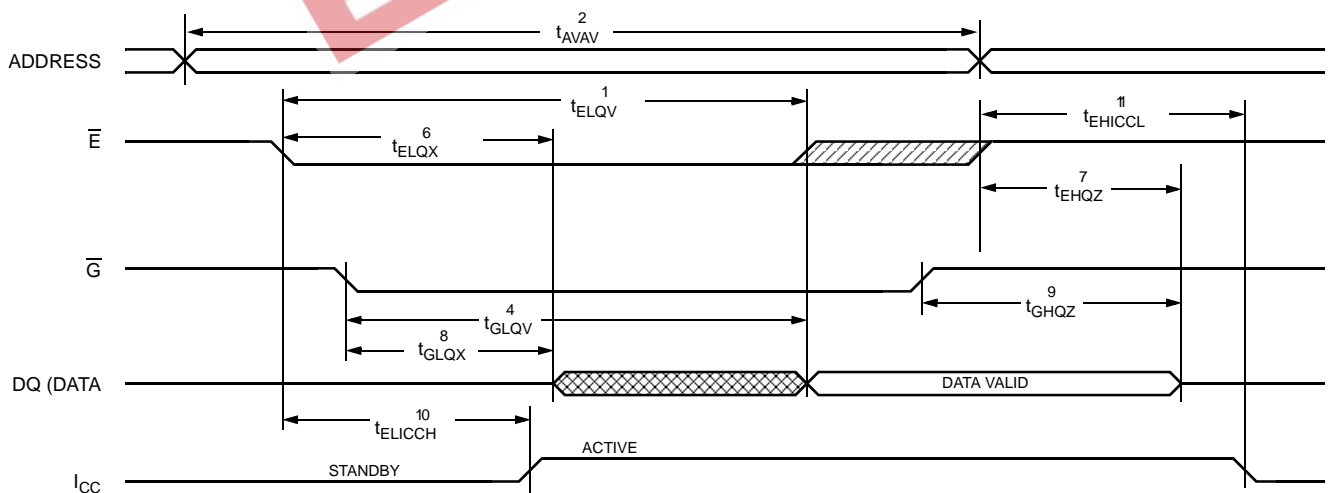 2
tAVAV
ADDRESS
1
tELQV
11
tEHICCL
E
6
tELQX
7
tEHQZ
G
9
tGHQZ
4
tGLQV
8
tGLQX
DQ (DATA
DATA VALID
10
tELICCH
ACTIVE
STANDBY
ICC